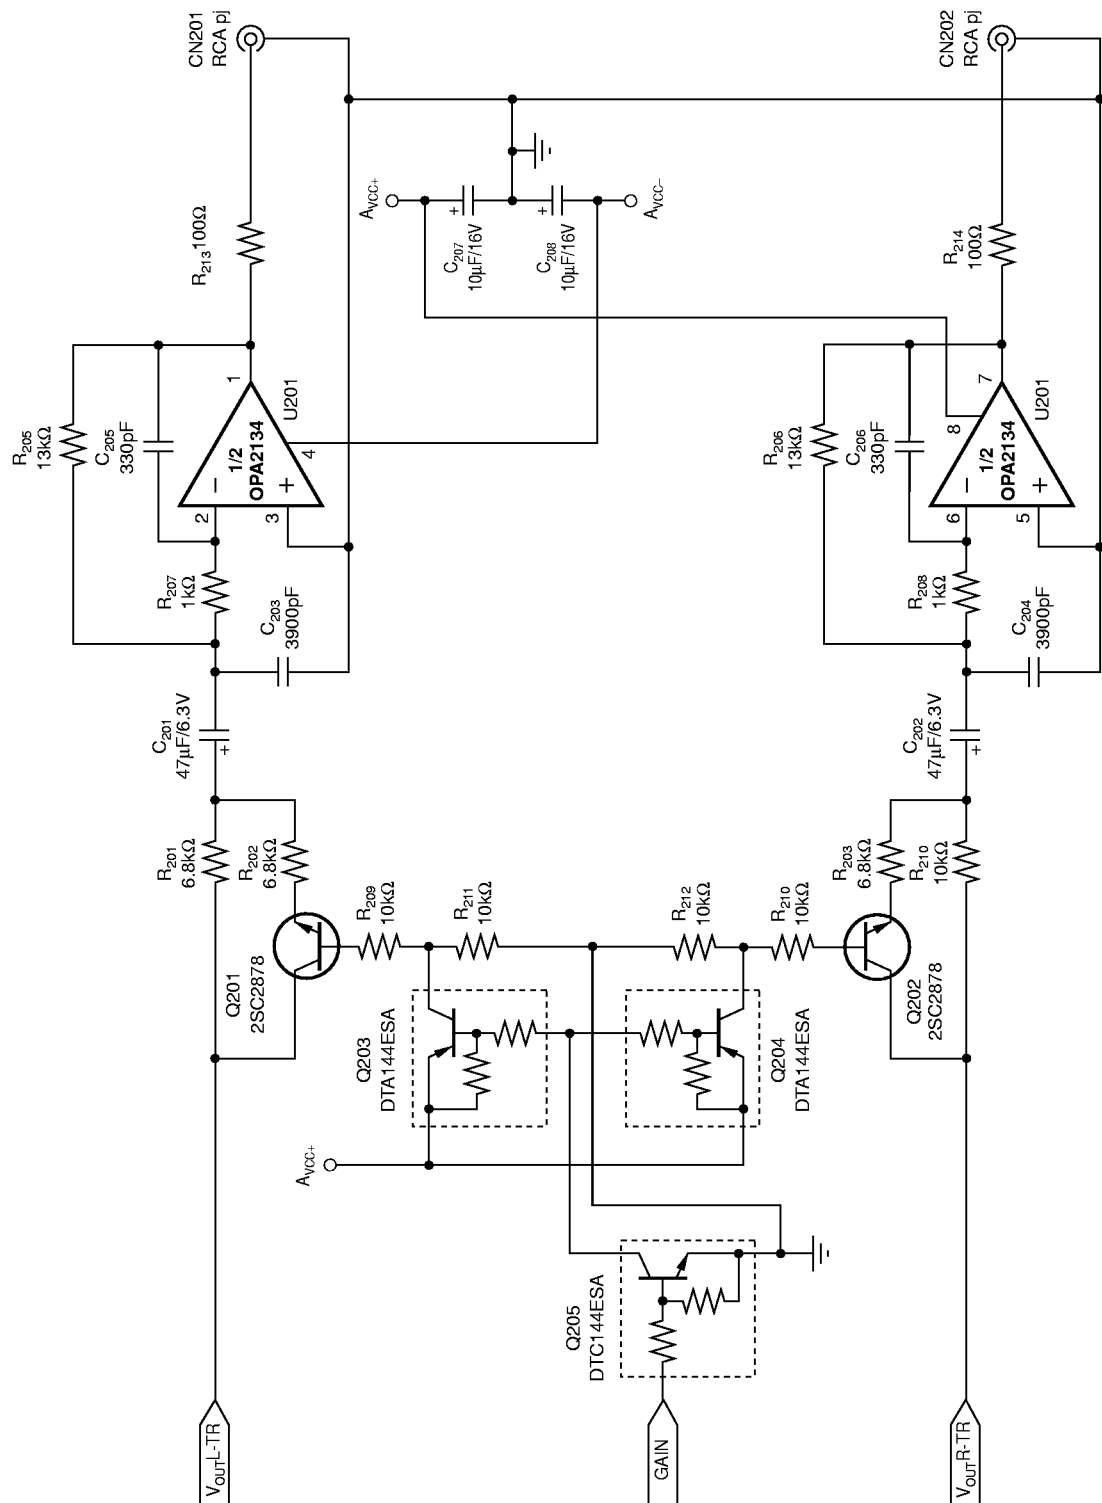 CN201
RCA pj
CN202
RCA pj
R213 100Ω
AVCC+
C207
10µF/16V
+
C208
10µF/16V
+
AVCC–
R214
100Ω
R205
13kΩ
C205
330pF
1
U201
1/2
OPA2134
4
–
+
2
3
R206
13kΩ
C206
330pF
7
U201
8
1/2
OPA2134
–
+
6
5
R207
1kΩ
C203
3900pF
R208
1kΩ
C204
3900pF
C201
47µF/6.3V
+
C202
47µF/6.3V
+
R201
6.8kΩ
R202
6.8kΩ
R209
10kΩ
R211
10kΩ
R212
10kΩ
R210
10kΩ
R203
6.8kΩ
R210
10kΩ
Q201
2SC2878
Q203
DTA144ESA
Q204
DTA144ESA
Q202
2SC2878
AVCC+
Q205
DTC144ESA
VOUTL-TR
GAIN
VOUTR-TR